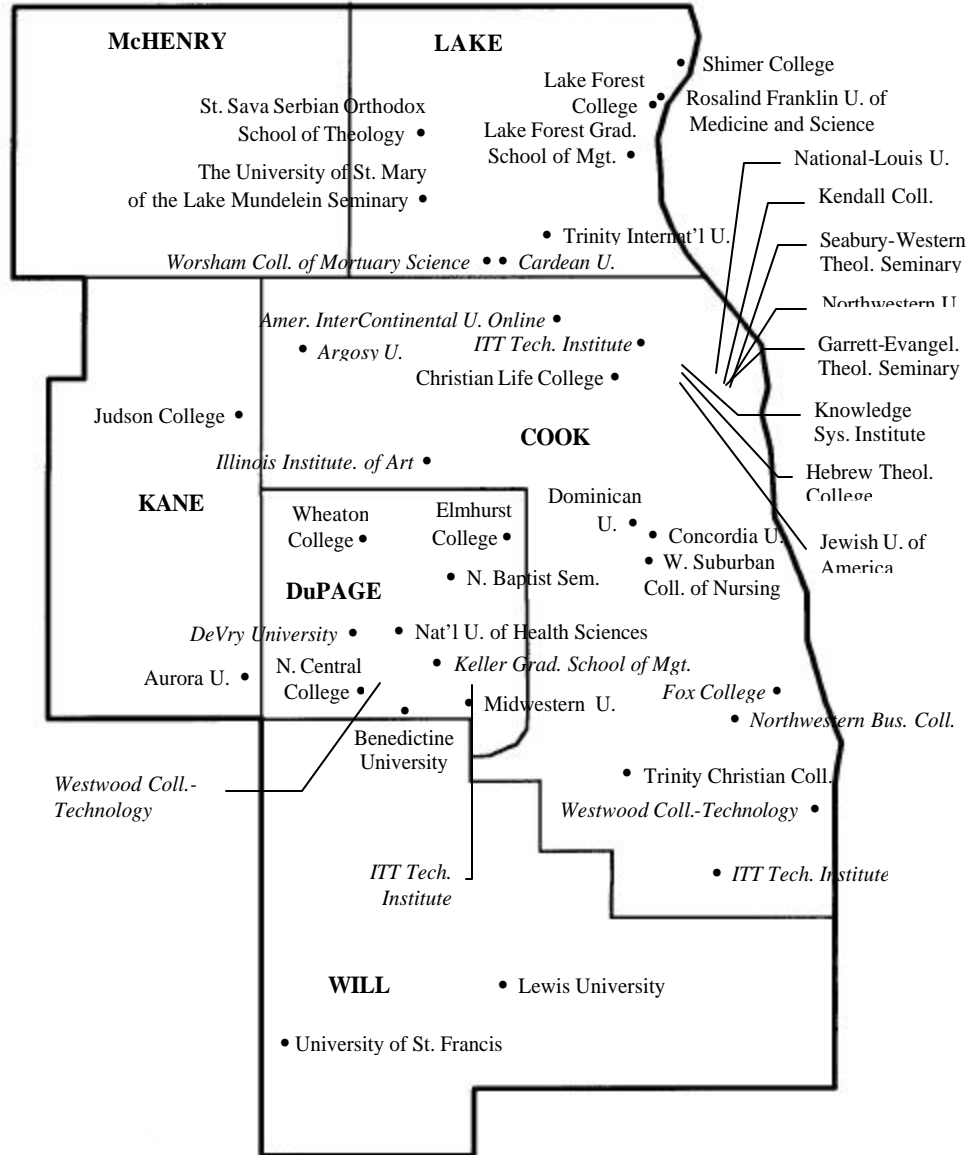 McHENRY
LAKE
Shimer College
Lake Forest
College
Rosalind Franklin U. of
Medicine and Science
St. Sava Serbian Orthodox
School of Theology
Lake Forest Grad.
School of Mgt.
National-Louis U.
The University of St. Mary
of the Lake Mundelein Seminary
Kendall Coll.
Trinity Internat'l U.
Seabury-Western
Theol. Seminary
Worsham Coll. of Mortuary Science
Cardean U.
Northwestern U.
Amer. InterContinental U. Online
Argosy U.
ITT Tech. Institute
Garrett-Evangel.
Theol. Seminary
Christian Life College
Judson College
Knowledge
Sys. Institute
COOK
Illinois Institute. of Art
Hebrew Theol.
College
KANE
Wheaton
College
Elmhurst
College
Dominican
U.
Concordia U.
Jewish U. of
America
W. Suburban
Coll. of Nursing
N. Baptist Sem.
DuPAGE
DeVry University
Nat'l U. of Health Sciences
Keller Grad. School of Mgt.
Aurora U.
N. Central
College
Fox College
Midwestern U.
Northwestern Bus. Coll.
Benedictine
University
Westwood Coll.-
Technology
Trinity Christian Coll.
Westwood Coll.-Technology
ITT Tech.
Institute
ITT Tech. Institute
WILL
Lewis University
University of St. Francis